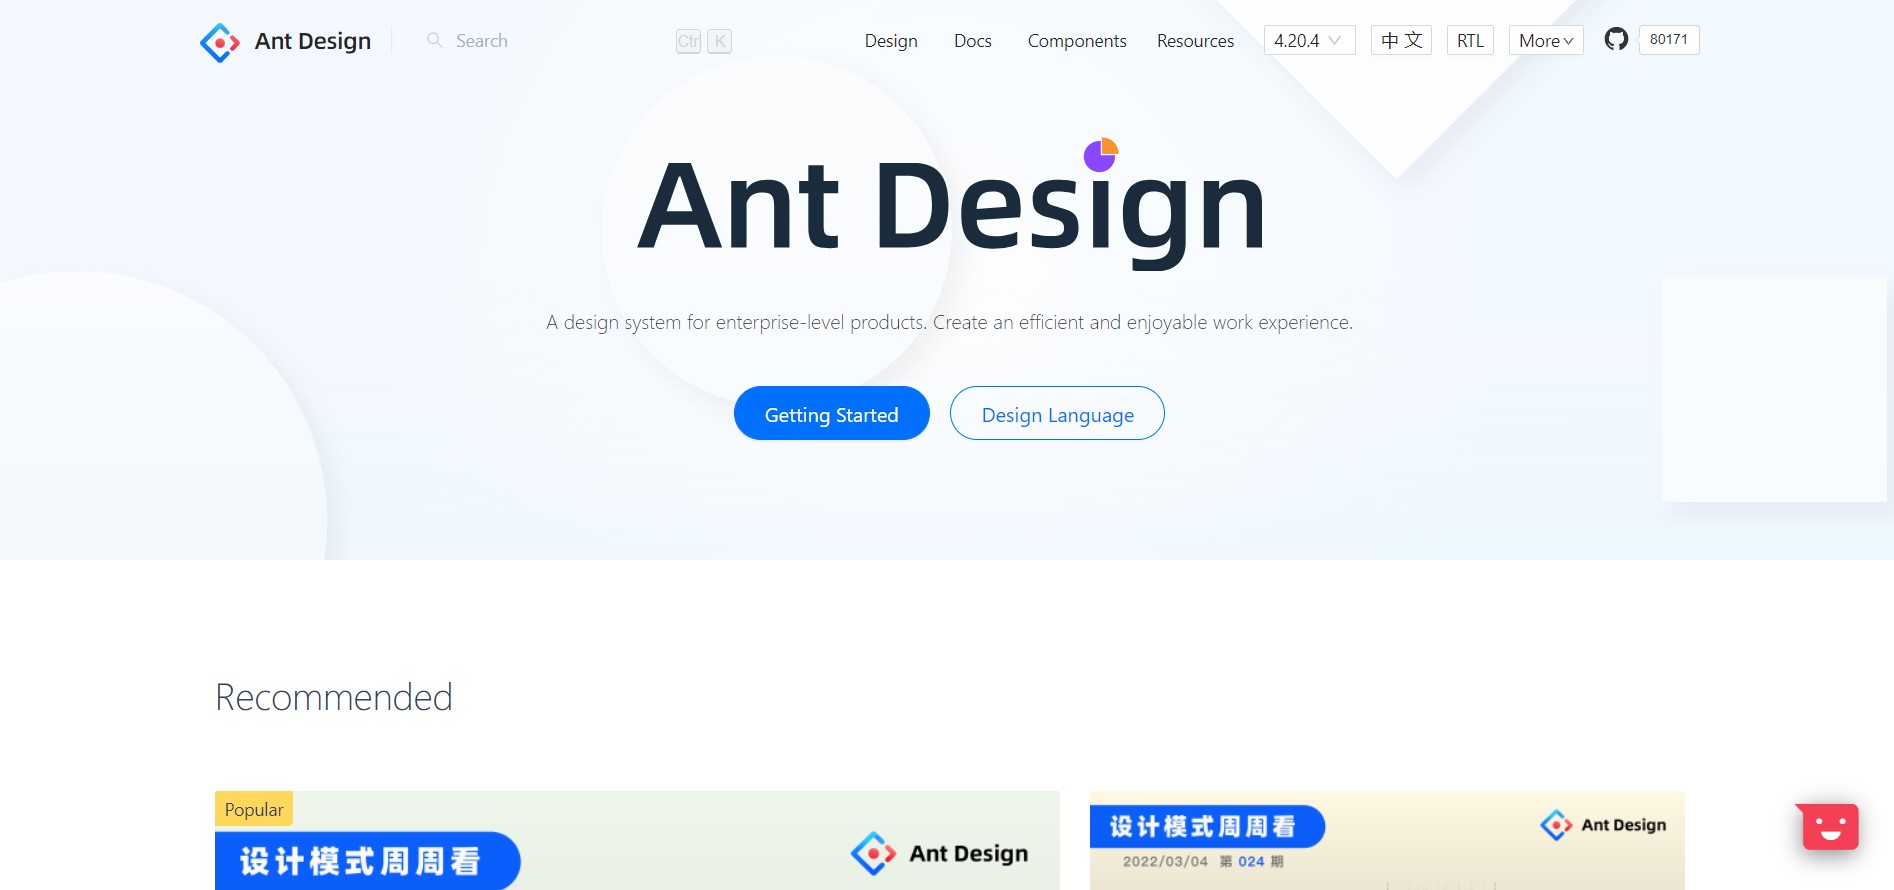 Ant Design
Search
Ctrl K
Design Docs Components Resources 4.20.4 中 文 RTL More 80171
Ant Design
A design system for enterprise-level products. Create an efficient and enjoyable work experience.
Getting Started Design Language
Recommended
Popular
设计模式周周看
Ant Design
设计模式周周看
2022/03/04 第 024 期
Ant Design